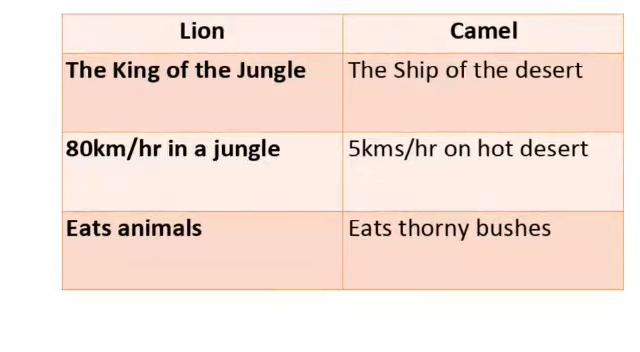 Lion Camel
The King of the Jungle The Ship of the desert
80km/hr in a jungle 5kms/hr on hot desert
Eats animals Eats thorny bushes